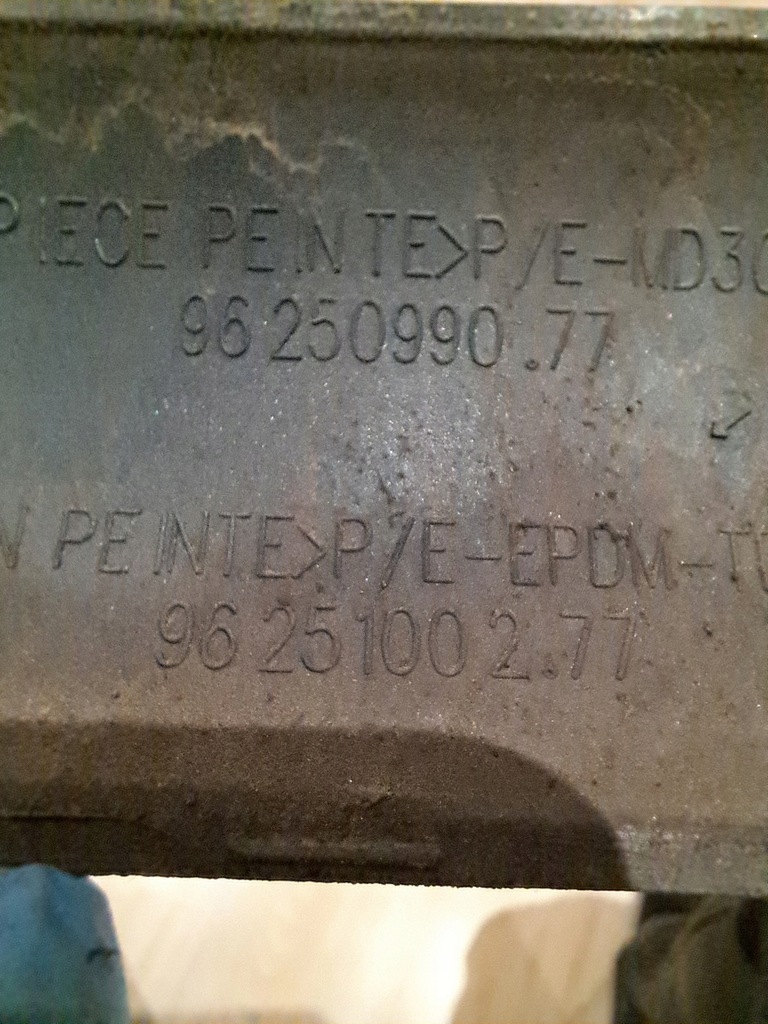 PIECE PEINTE>P/E-MD30
96 250990.77
N PEINTE>P/E-EPDM-T
96 251002.77